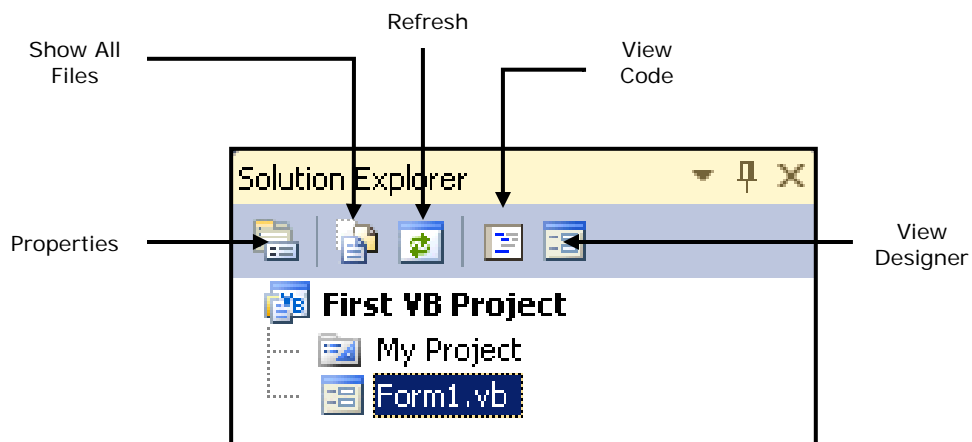 Refresh
Show All
Files
View
Code
Solution Explorer
Properties
View
Designer
First VB Project
My Project
Form1.vb